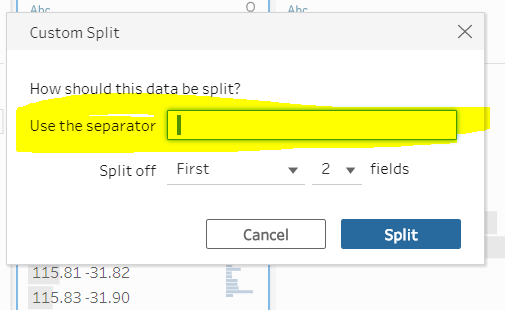 Abc
Abc
Custom Split
How should this data be split?
Use the separator
Split off First 2 fields
Cancel Split
115.81 -31.82
115.83 -31.90